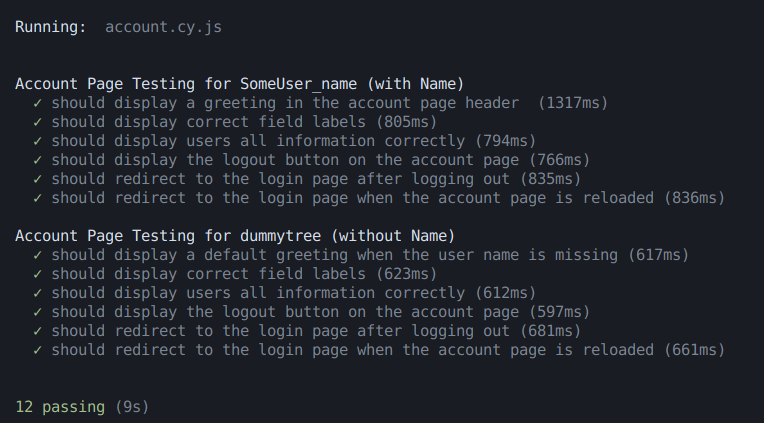 Running:  account.cy.js
Account Page Testing for SomeUser_name (with Name)
✓ should display a greeting in the account page header  (1317ms)
✓ should display correct field labels (805ms)
✓ should display users all information correctly (794ms)
✓ should display the logout button on the account page (766ms)
✓ should redirect to the login page after logging out (835ms)
✓ should redirect to the login page when the account page is reloaded (836ms)
Account Page Testing for dummytree (without Name)
✓ should display a default greeting when the user name is missing (617ms)
✓ should display correct field labels (623ms)
✓ should display users all information correctly (612ms)
✓ should display the logout button on the account page (597ms)
✓ should redirect to the login page after logging out (681ms)
✓ should redirect to the login page when the account page is reloaded (661ms)
12 passing (9s)